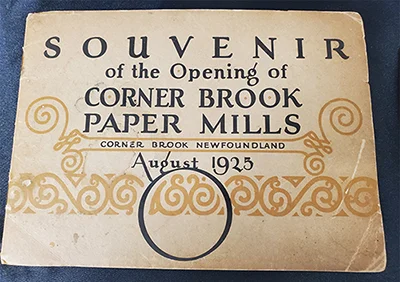 SOUVENIR
of the Opening of
CORNER BROOK
PAPER MILLS
CORNER BROOK NEWFOUNDLAND
August 1925